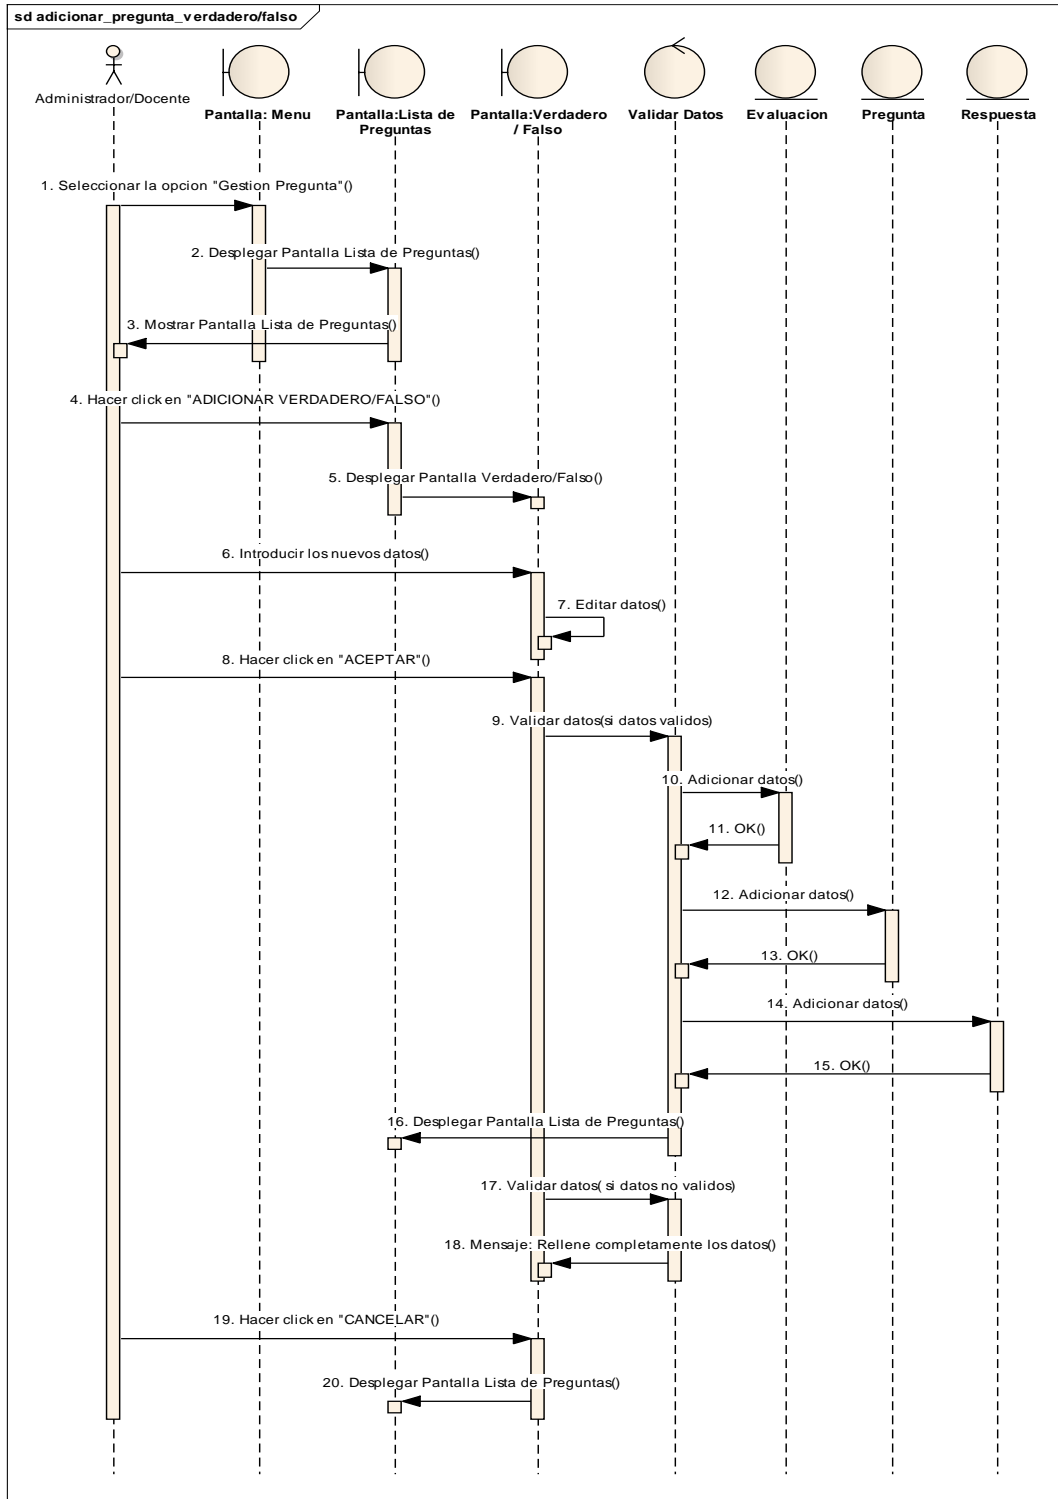 sd adicionar_pregunta_verdadero/falso
Administrador/Docente
Pantalla: Menu
Pantalla:Lista de
Preguntas
Pantalla:Verdadero
/ Falso
Validar Datos
Evaluacion
Pregunta
Respuesta
1. Seleccionar la opcion "Gestion Pregunta"()
2. Desplegar Pantalla Lista de Preguntas()
3. Mostrar Pantalla Lista de Preguntas()
4. Hacer click en "ADICIONAR VERDADERO/FALSO"()
5. Desplegar Pantalla Verdadero/Falso()
6. Introducir los nuevos datos()
7. Editar datos()
8. Hacer click en "ACEPTAR"()
9. Validar datos(si datos validos)
10. Adicionar datos()
11. OK()
12. Adicionar datos()
13. OK()
14. Adicionar datos()
15. OK()
16. Desplegar Pantalla Lista de Preguntas()
17. Validar datos( si datos no validos)
18. Mensaje: Rellene completamente los datos()
19. Hacer click en "CANCELAR"()
20. Desplegar Pantalla Lista de Preguntas()